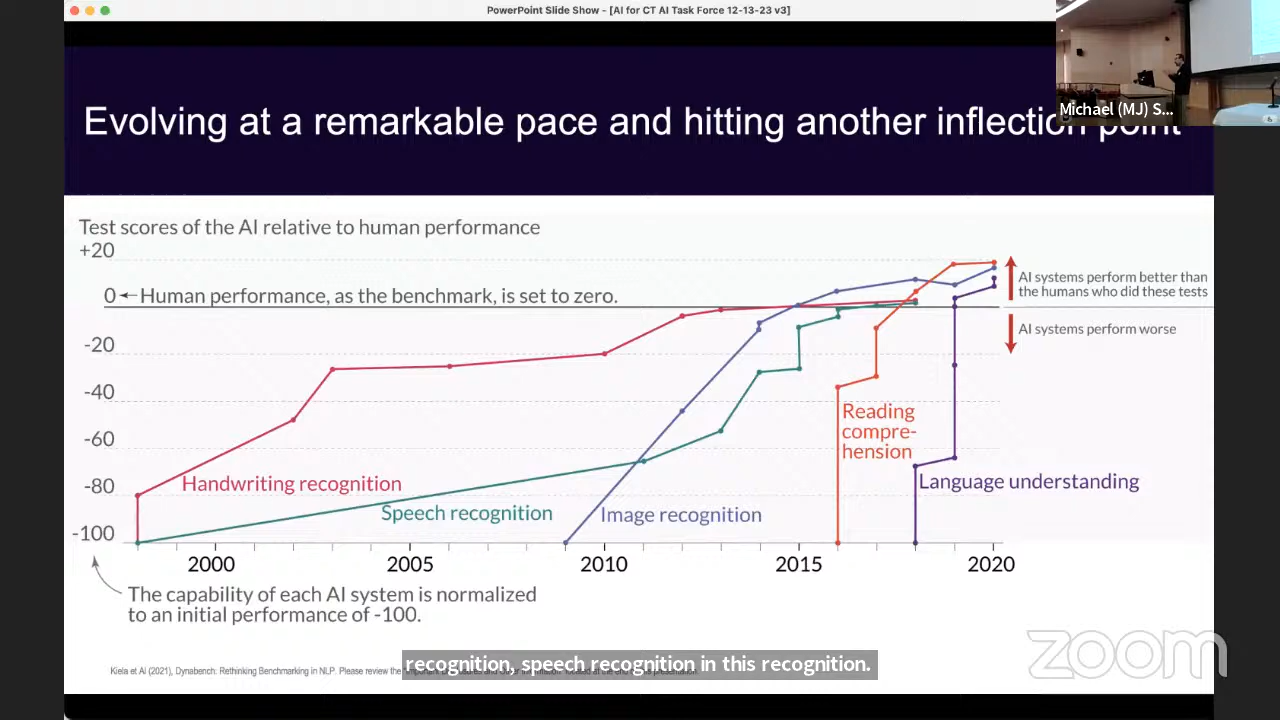 PowerPoint Slide Show - [AI for CT AI Task Force 12-13-23 v3]
Michael (MJ) S...
Evolving at a remarkable pace and hitting another inflection point
Test scores of the AI relative to human performance
+20
0 ← Human performance, as the benchmark, is set to zero.
AI systems perform better than
the humans who did these tests
AI systems perform worse
-20
-40
-60
-80
-100
Reading
compre-
hension
Handwriting recognition
Speech recognition
Image recognition
Language understanding
2000
2005
2010
2015
2020
The capability of each AI system is normalized
to an initial performance of -100.
Kiela et Al (2021), Dynabench: Rethinking Benchmarking in NLP. Please review the
recognition, speech recognition in this recognition.
zoom